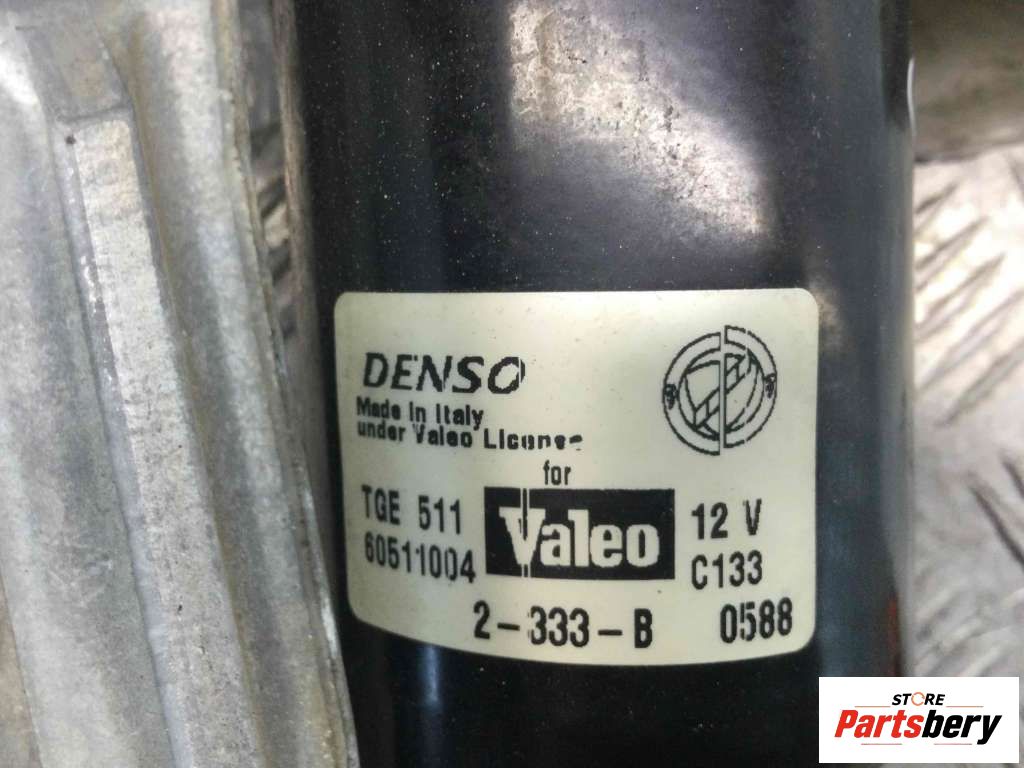 DENSO
Made in Italy
under Valeo License
for
TGE 511
Valeo
12 V
60511004
C133
2-333-B
0588
STORE
Partsbery